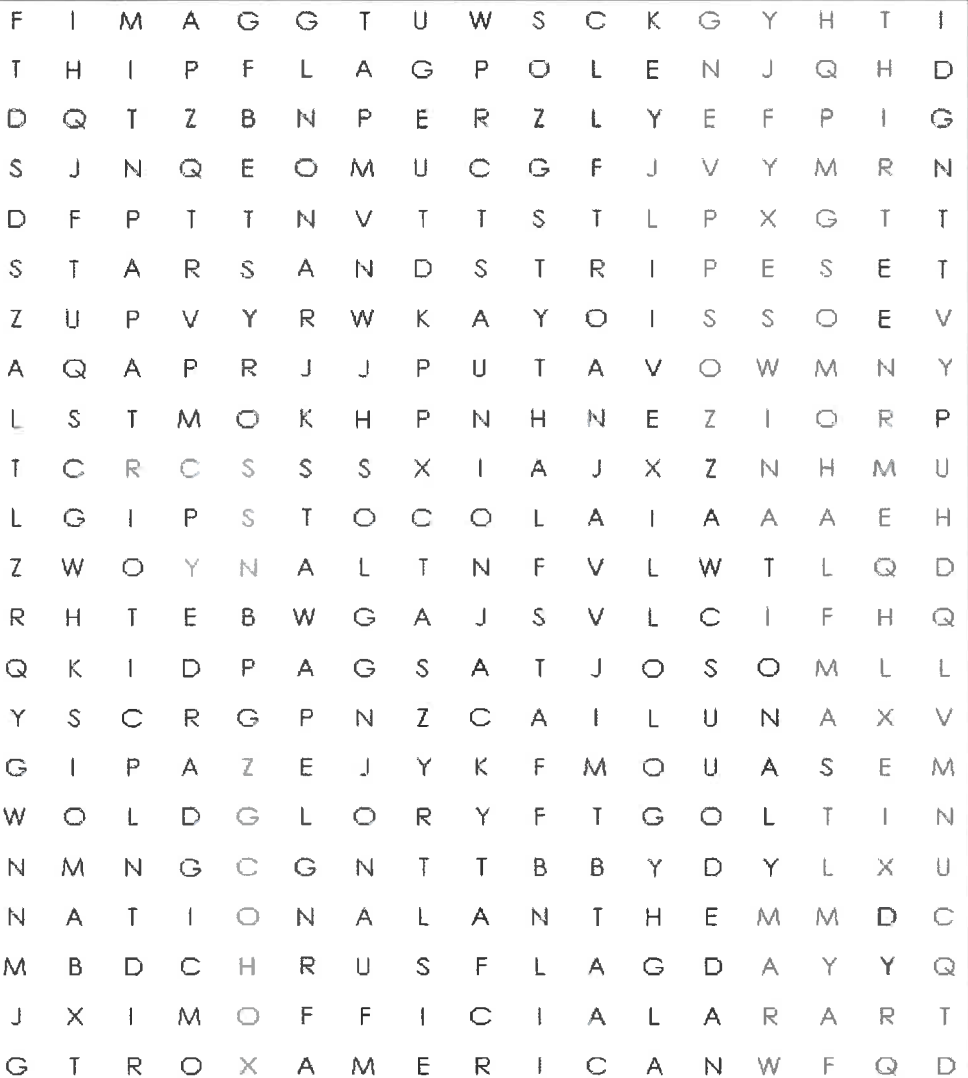 F I M A G G T U W S C K G Y H T I
T H I P F L A G P O L E N J Q H D
D Q T Z B N P E R Z L Y E F P I G
S J N Q E O M U C G F J V Y M R N
D F P T T N V T T S T L P X G T T
S T A R S A N D S T R I P E S E T
Z U P V Y R W K A Y O I S S O E V
A Q A P R J J P U T A V O W M N Y
L S T M O K H P N H N E Z I O R P
T C R C S S S X I A J X Z N H M U
L G I P S T O C O L A I A A A E H
Z W O Y N A L T N F V L W T L Q D
R H T E B W G A J S V L C I F H Q
Q K I D P A G S A T J O S O M L L
Y S C R G P N Z C A I L U N A X V
G I P A Z E J Y K F M O U A S E M
W O L D G L O R Y F T G O L T I N
N M N G C G N T T B B Y D Y L X U
N A T I O N A L A N T H E M M D C
M B D C H R U S F L A G D A Y Y Q
J X I M O F F I C I A L A R A R T
G T R O X A M E R I C A N W F Q D